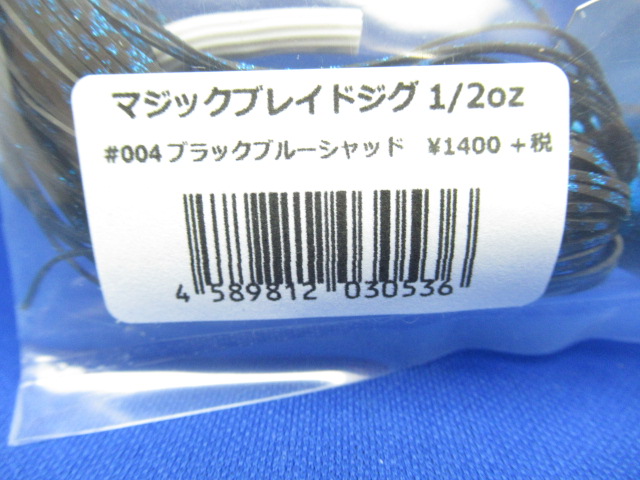 マジックブレイドジグ 1/2oz
#004 ブラックブルーシャッド ¥1400 +税
4 589812 030536